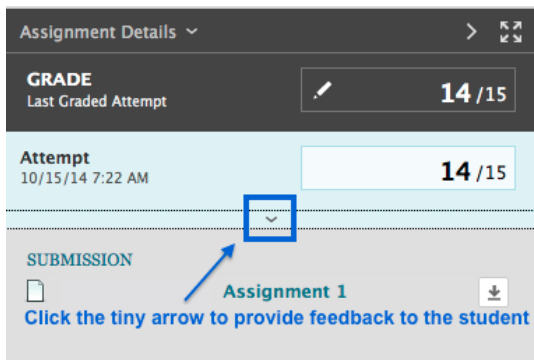 Assignment Details
GRADE
Last Graded Attempt
14 /15
Attempt
10/15/14 7:22 AM
14 /15
SUBMISSION
Assignment 1
Click the tiny arrow to provide feedback to the student